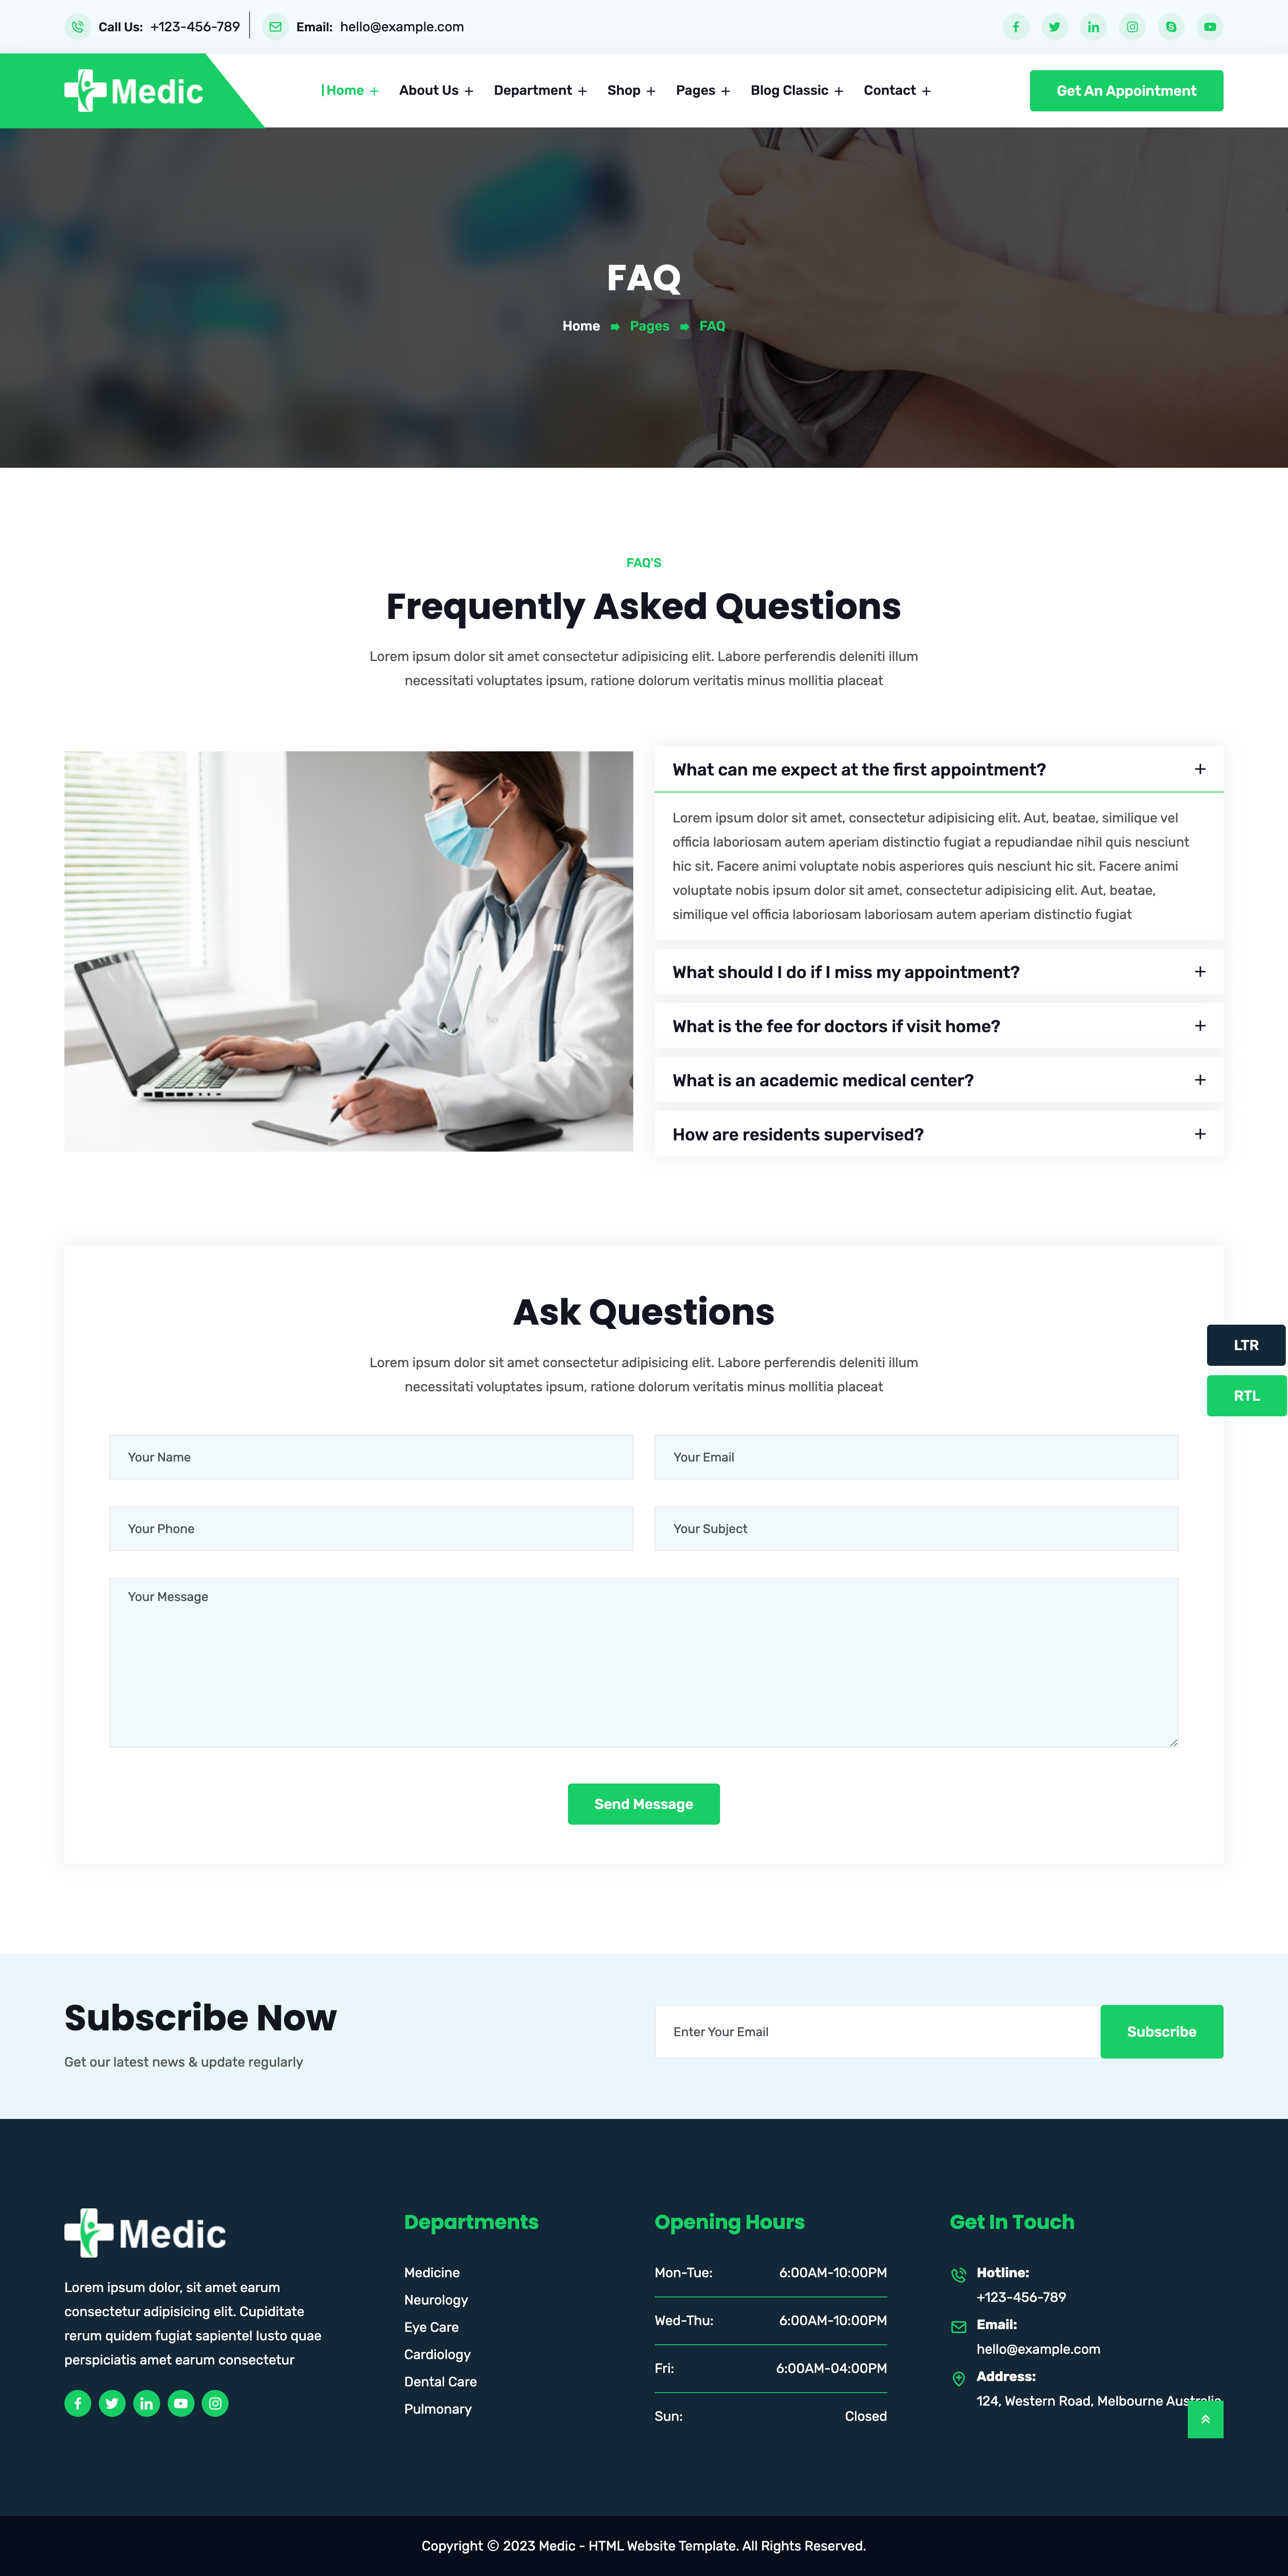 Call Us: +123-456-789
Email: hello@example.com
Medic
Home
About Us
Department
Shop
Pages
Blog Classic
Contact
Get An Appointment
FAQ
Home Pages FAQ
FAQ'S
Frequently Asked Questions
Lorem ipsum dolor sit amet consectetur adipisicing elit. Labore perferendis deleniti illum
necessitati voluptates ipsum, ratione dolorum veritatis minus mollitia placeat
What can me expect at the first appointment?
Lorem ipsum dolor sit amet, consectetur adipisicing elit. Aut, beatae, similique vel
officia laboriosam autem aperiam distinctio fugiat a repudiandae nihil quis nesciunt
hic sit. Facere animi voluptate nobis asperiores quis nesciunt hic sit. Facere animi
voluptate nobis ipsum dolor sit amet, consectetur adipisicing elit. Aut, beatae,
similique vel officia laboriosam laboriosam autem aperiam distinctio fugiat
What should I do if I miss my appointment?
What is the fee for doctors if visit home?
What is an academic medical center?
How are residents supervised?
Ask Questions
Lorem ipsum dolor sit amet consectetur adipisicing elit. Labore perferendis deleniti illum
necessitati voluptates ipsum, ratione dolorum veritatis minus mollitia placeat
LTR
RTL
Your Name
Your Email
Your Phone
Your Subject
Your Message
Send Message
Subscribe Now
Get our latest news & update regularly
Enter Your Email
Subscribe
Medic
Lorem ipsum dolor, sit amet earum
consectetur adipisicing elit. Cupiditate
rerum quidem fugiat sapiente! Iusto quae
perspiciatis amet earum consectetur
Departments
Medicine
Neurology
Eye Care
Cardiology
Dental Care
Pulmonary
Opening Hours
Mon-Tue: 6:00AM-10:00PM
Wed-Thu: 6:00AM-10:00PM
Fri: 6:00AM-04:00PM
Sun: Closed
Get In Touch
Hotline:
+123-456-789
Email:
hello@example.com
Address:
124, Western Road, Melbourne Australia
Copyright © 2023 Medic - HTML Website Template. All Rights Reserved.